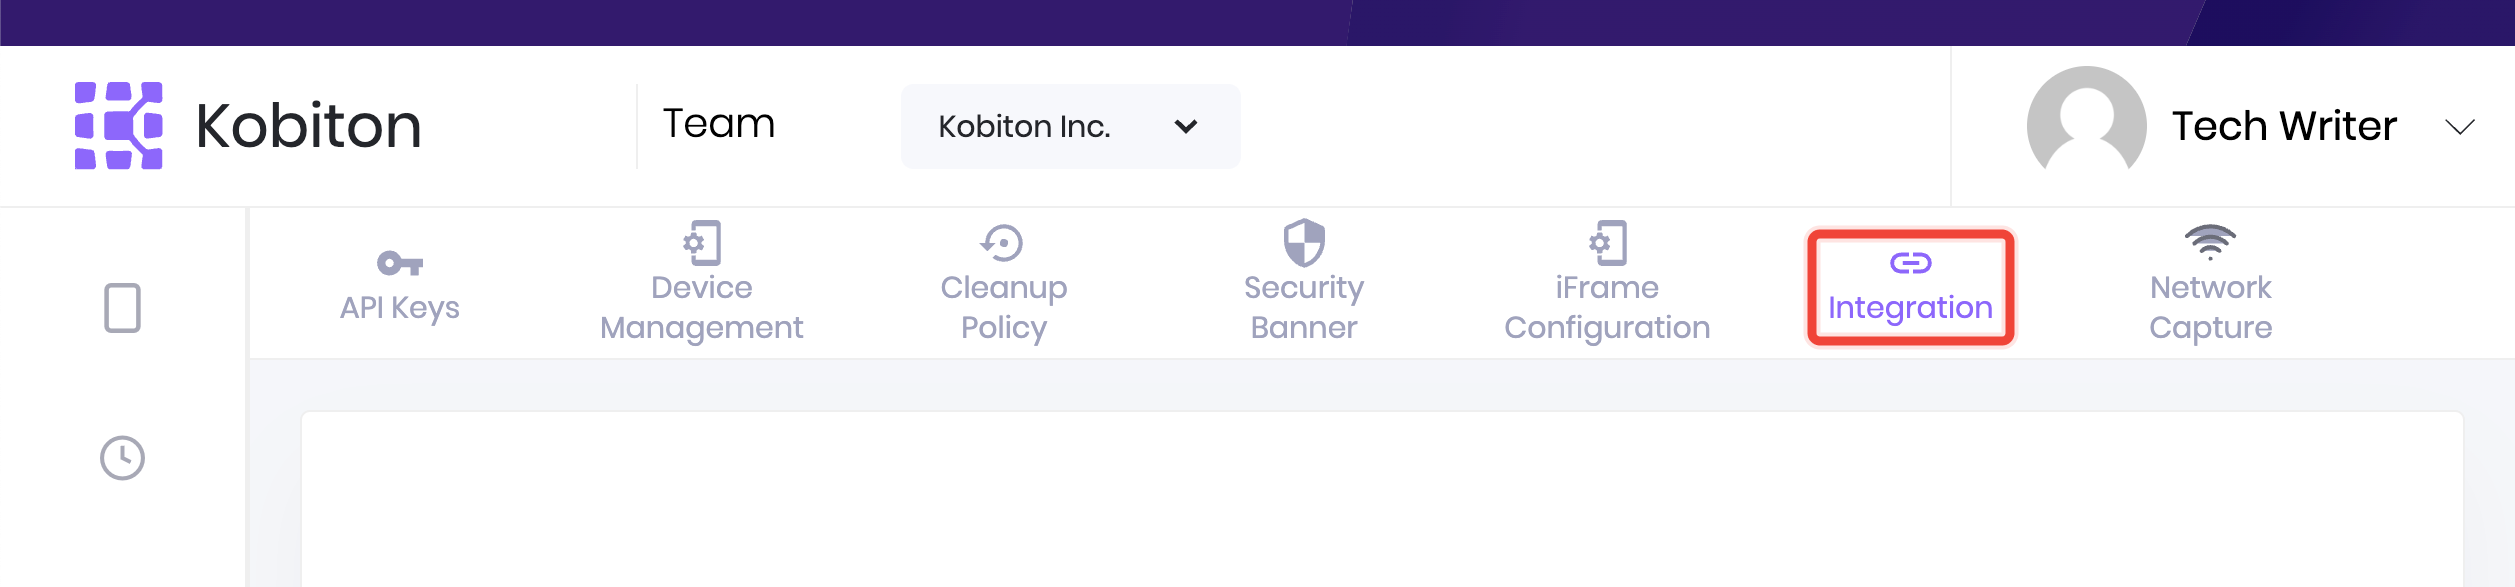 Kobiton
Team
Kobiton Inc.
Tech Writer
API Keys
Device
Management
Cleanup
Policy
Security
Banner
iFrame
Configuration
Integration
Network
Capture